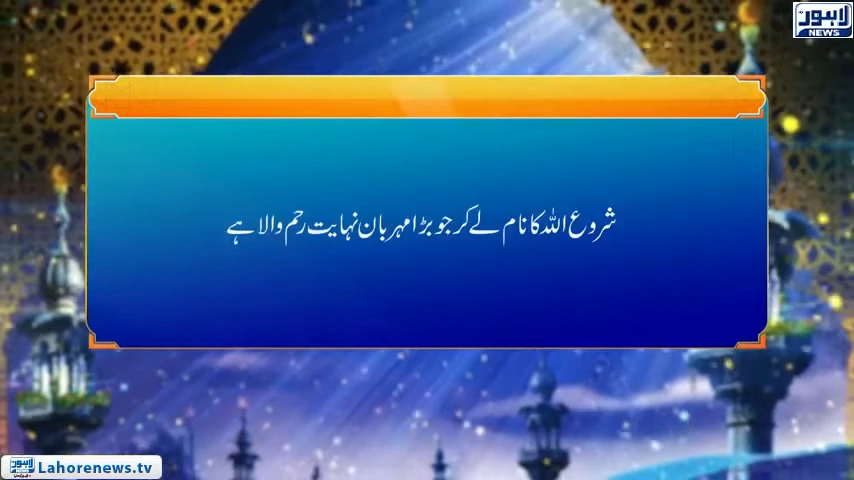 لاہور
NEWS
شروع اللہ کا نام لے کر جو بڑا مہربان نہایت رحم والا ہے
لاہور
Lahorenews.tv